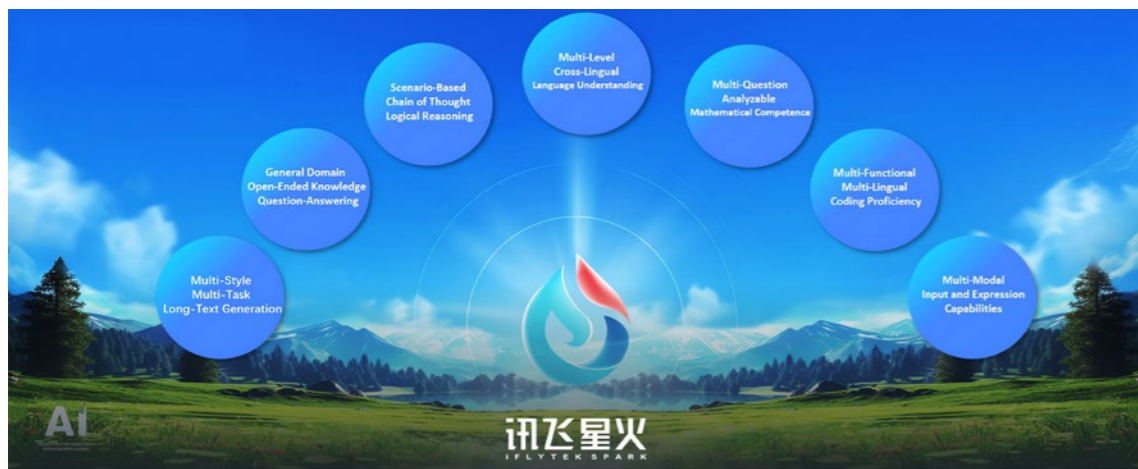 Multi-Level
Cross-Lingual
Language Understanding
Scenario-Based
Chain of Thought
Logical Reasoning
Multi-Question
Analyzable
Mathematical Competence
General Domain
Open-Ended Knowledge
Question-Answering
Multi-Functional
Multi-Lingual
Coding Proficiency
Multi-Style
Multi-Task
Long-Text Generation
Multi-Modal
Input and Expression
Capabilities
AI
讯飞星火
iFLYTEK SPARK